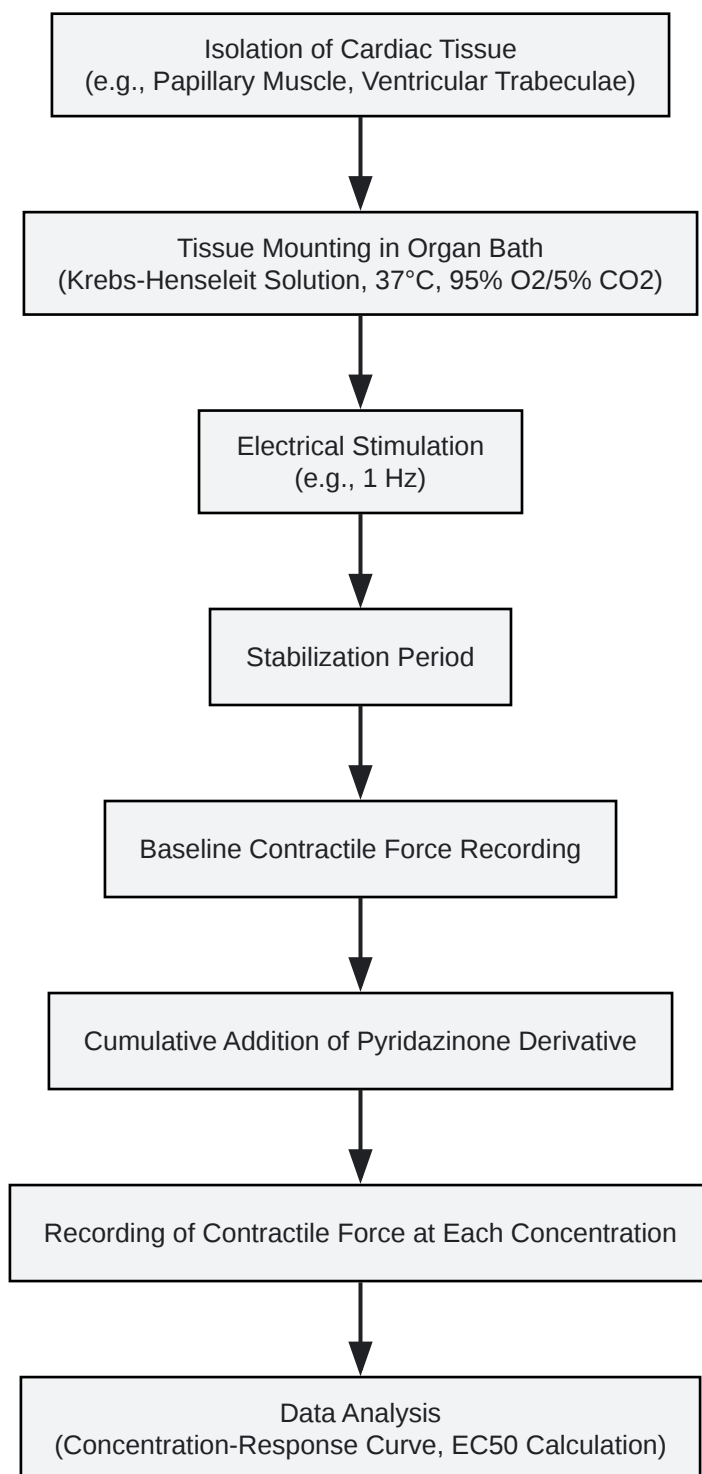 Isolation of Cardiac Tissue
(e.g., Papillary Muscle, Ventricular Trabeculae)
Tissue Mounting in Organ Bath
(Krebs-Henseleit Solution, 37°C, 95% O2/5% CO2)
Electrical Stimulation
(e.g., 1 Hz)
Stabilization Period
Baseline Contractile Force Recording
Cumulative Addition of Pyridazinone Derivative
Recording of Contractile Force at Each Concentration
Data Analysis
(Concentration-Response Curve, EC50 Calculation)